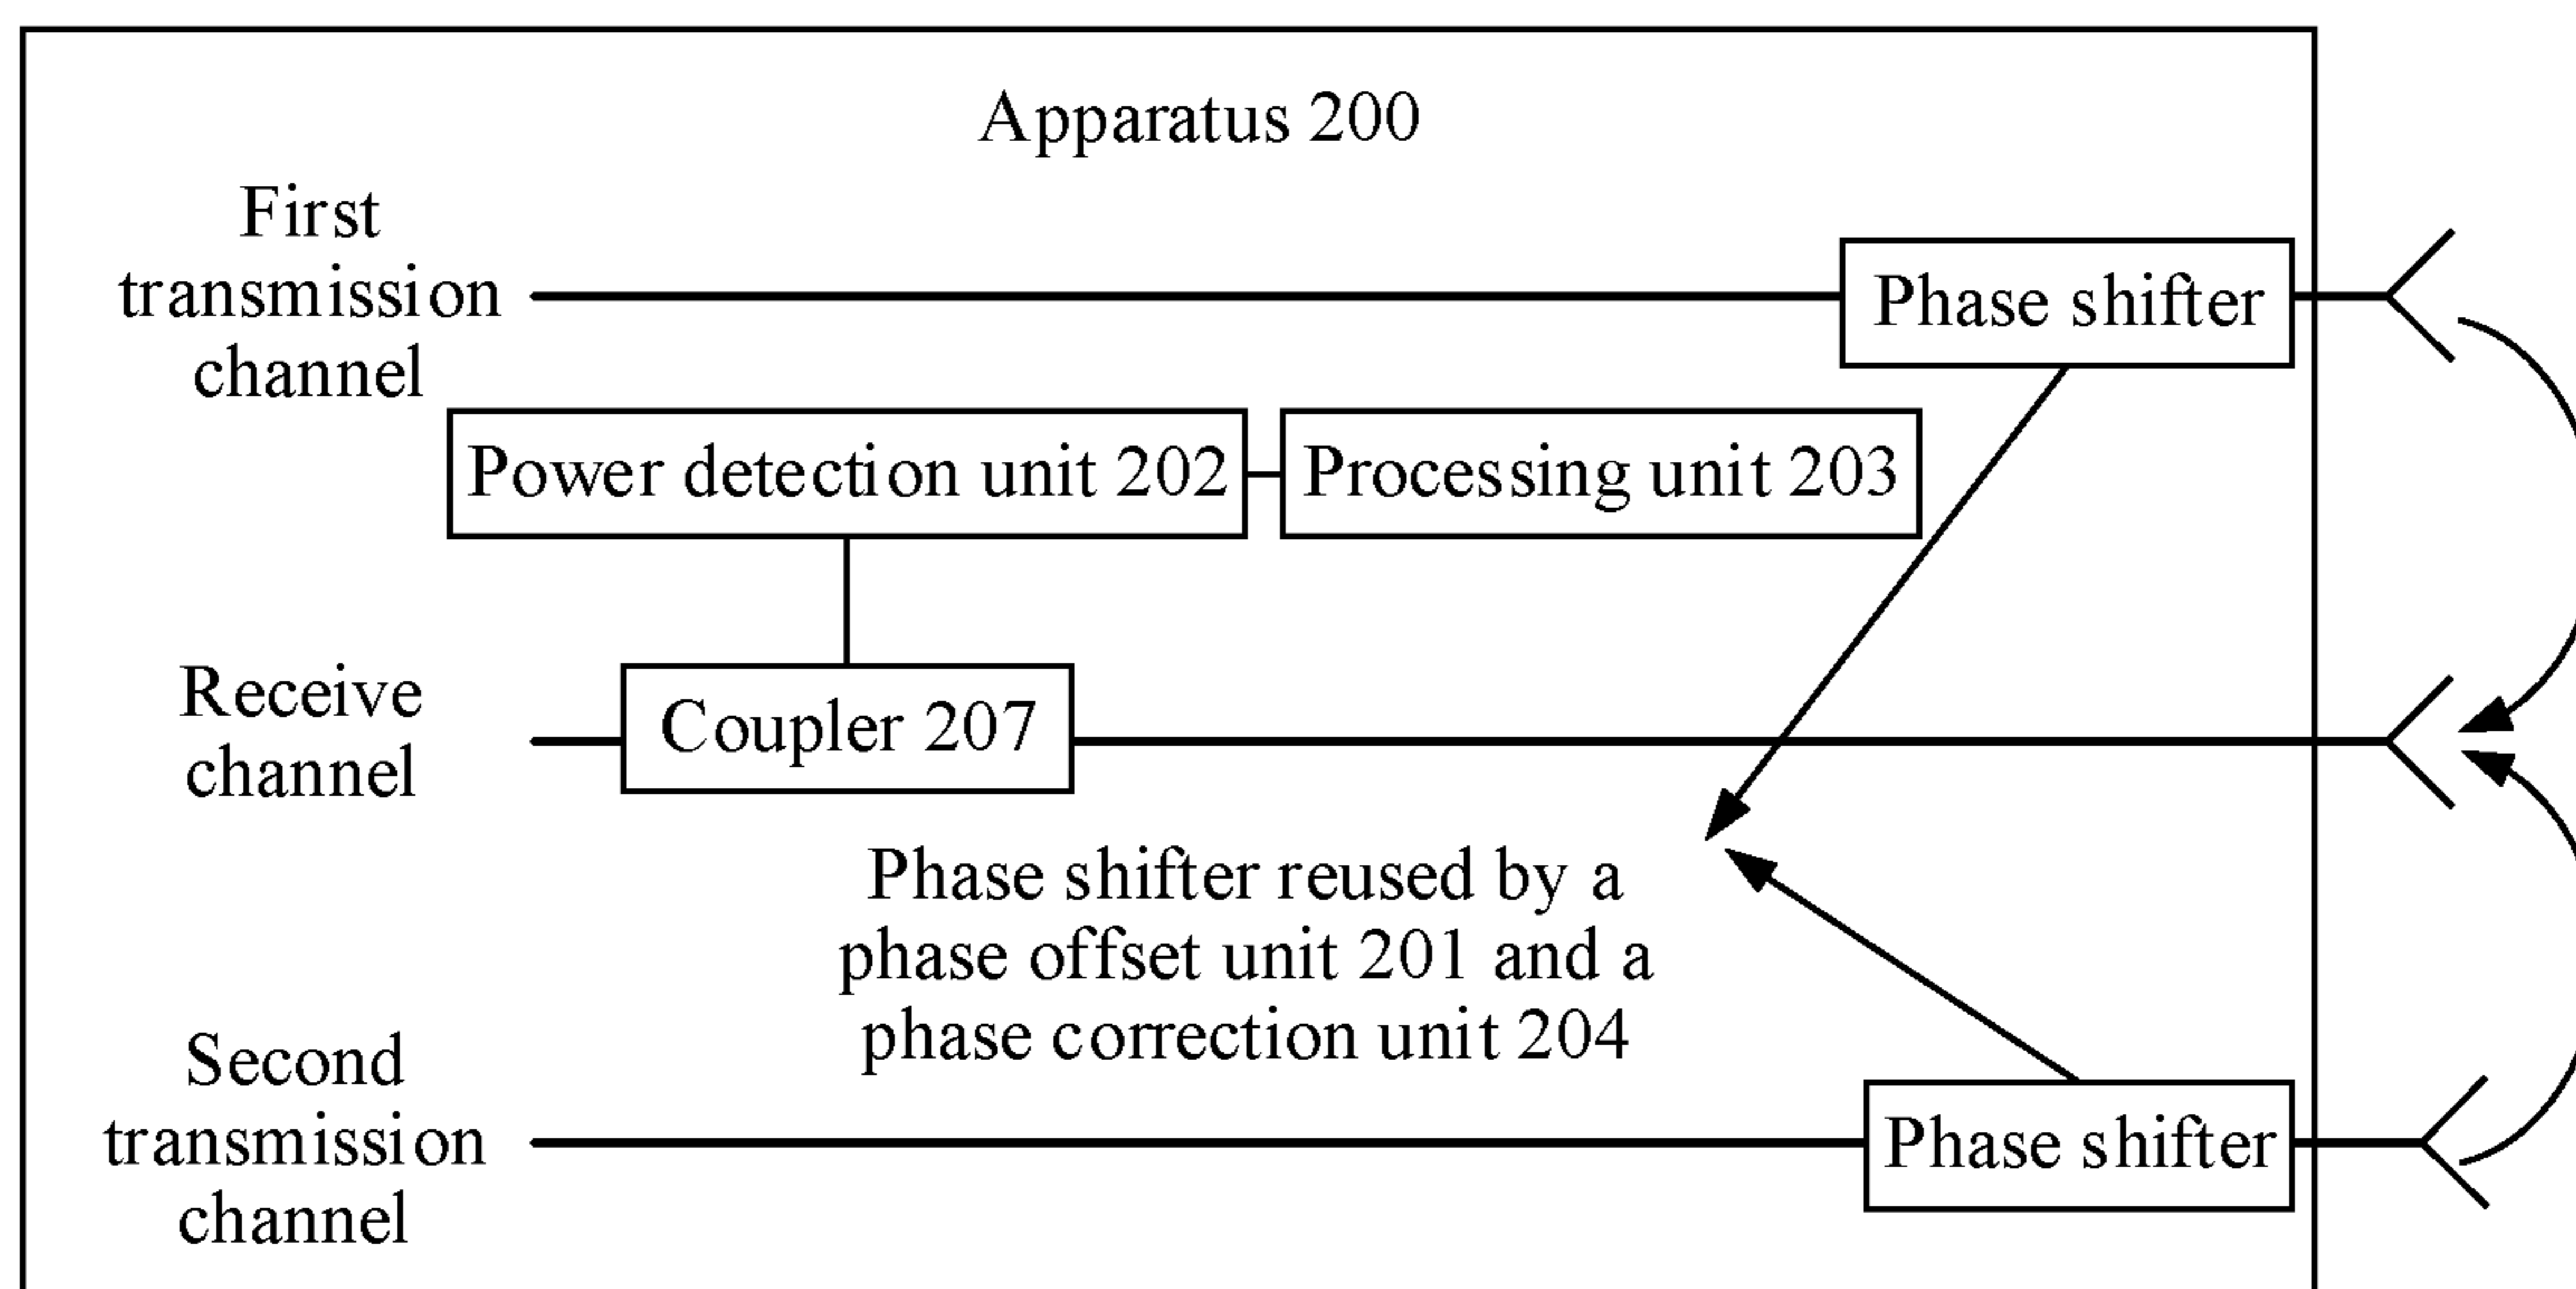 Apparatus 200
First
transmission
channel
Phase shifter
Power detection unit 202
Processing unit 203
Receive
channel
Coupler 207
Phase shifter reused by a
phase offset unit 201 and a
phase correction unit 204
Second
transmission
channel
Phase shifter